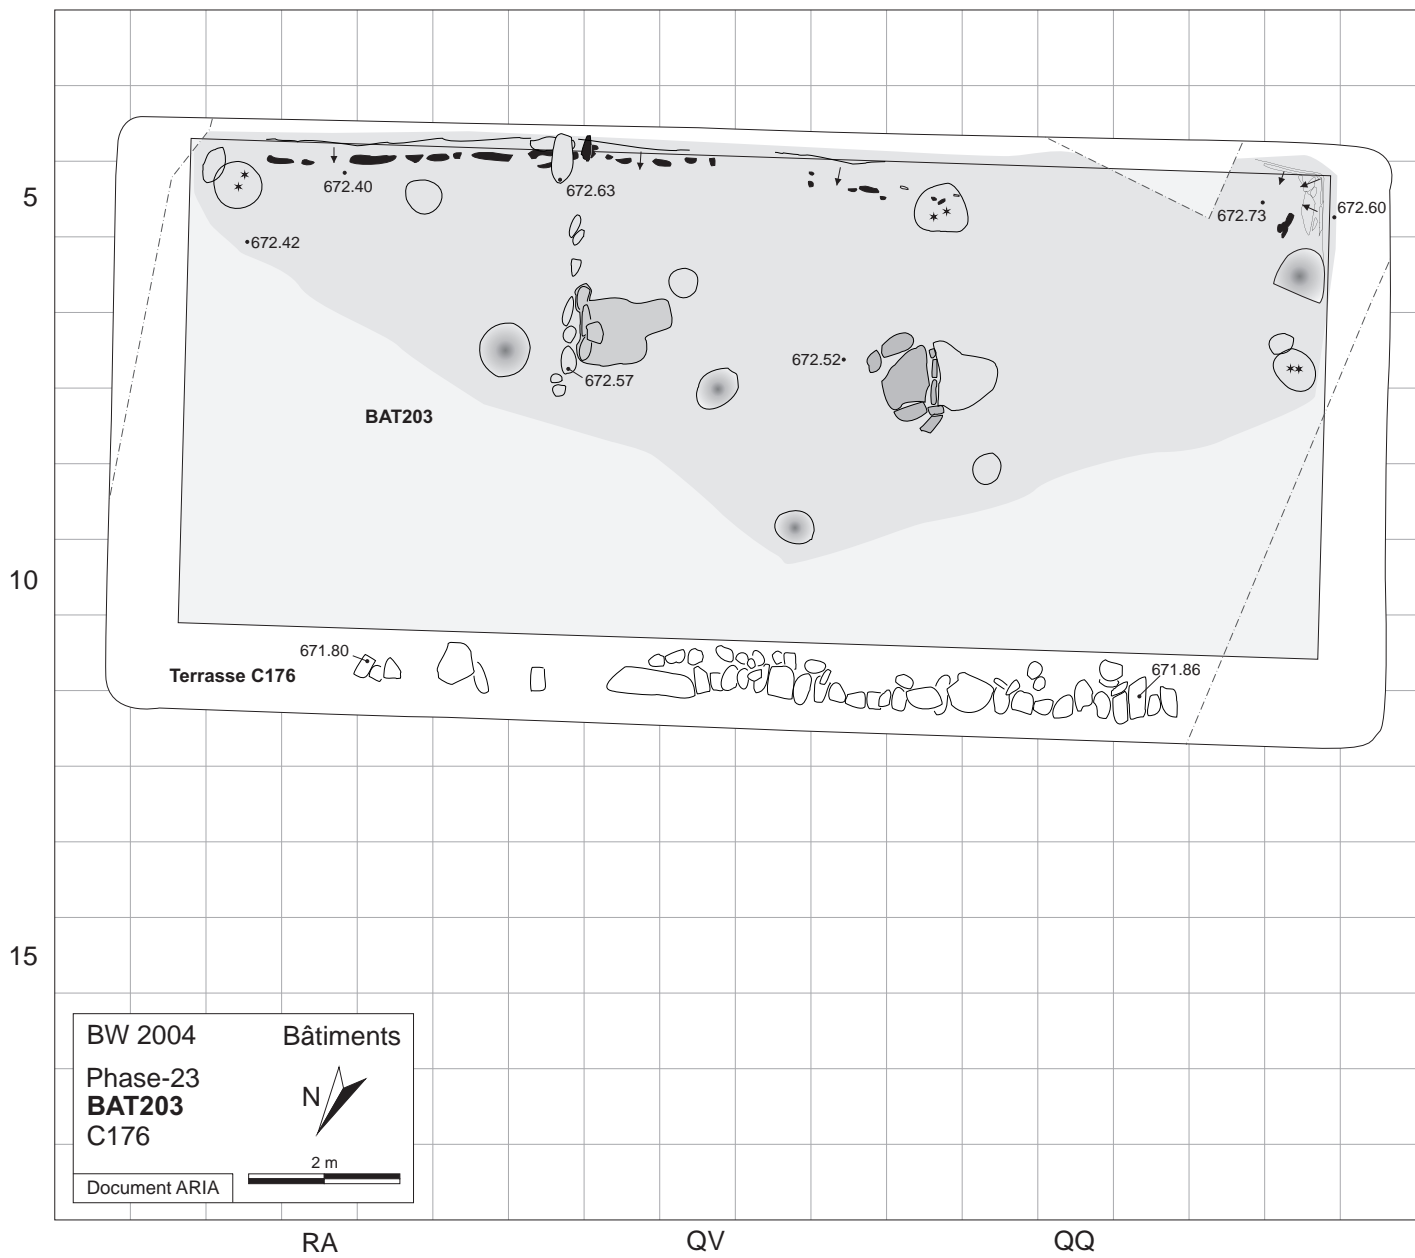 5
672.40
672.63
672.73
672.60
672.42
672.52
672.57
BAT203
10
671.80
Terrasse C176
671.86
15
BW 2004 Bâtiments
Phase-23
BAT203
C176
N
2 m
Document ARIA
RA QV QQ